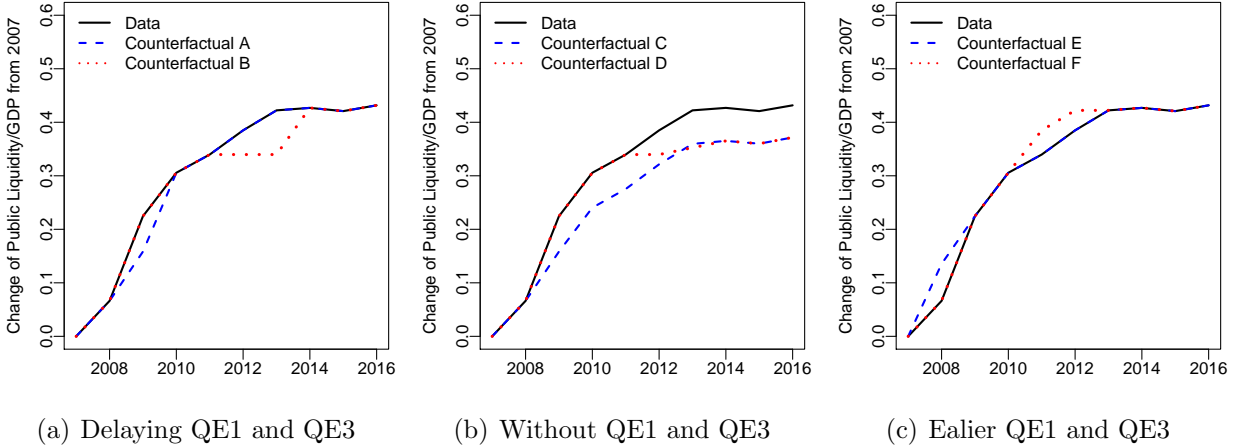 Change of Public Liquidity/GDP from 2007
0.6
0.5
0.4
0.3
0.2
0.1
0.0
Data
Counterfactual A
Counterfactual B
2008 2010 2012 2014 2016
(a) Delaying QE1 and QE3
Change of Public Liquidity/GDP from 2007
0.6
0.5
0.4
0.3
0.2
0.1
0.0
Data
Counterfactual C
Counterfactual D
2008 2010 2012 2014 2016
(b) Without QE1 and QE3
Change of Public Liquidity/GDP from 2007
0.6
0.5
0.4
0.3
0.2
0.1
0.0
Data
Counterfactual E
Counterfactual F
2008 2010 2012 2014 2016
(c) Ealier QE1 and QE3